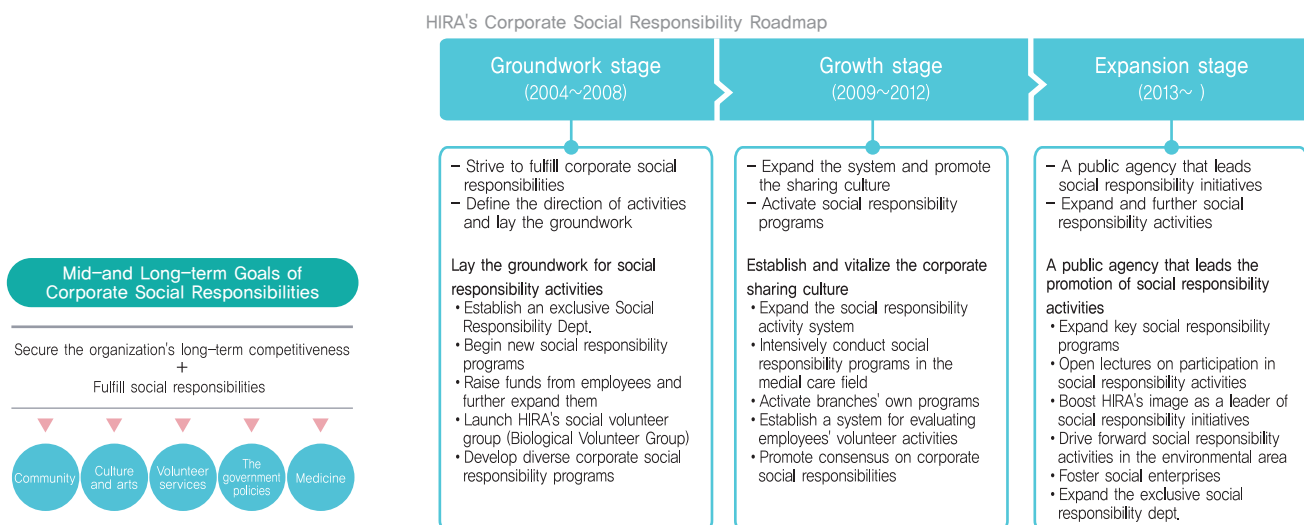 HIRA's Corporate Social Responsibility Roadmap
Groundwork stage
(2004~2008)
Growth stage
(2009~2012)
Expansion stage
(2013~ )
– Strive to fulfill corporate social
responsibilities
– Define the direction of activities
and lay the groundwork
Lay the groundwork for social
responsibility activities
• Establish an exclusive Social
Responsibility Dept.
• Begin new social responsibility
programs
• Raise funds from employees and
further expand them
• Launch HIRA's social volunteer
group (Biological Volunteer Group)
• Develop diverse corporate social
responsibility programs
– Expand the system and promote
the sharing culture
– Activate social responsibility
programs
Establish and vitalize the corporate
sharing culture
• Expand the social responsibility
activity system
• Intensively conduct social
responsibility programs in the
medial care field
• Activate branches' own programs
• Establish a system for evaluating
employees' volunteer activities
• Promote consensus on corporate
social responsibilities
– A public agency that leads
social responsibility initiatives
– Expand and further social
responsibility activities
A public agency that leads the
promotion of social responsibility
activities
• Expand key social responsibility
programs
• Open lectures on participation in
social responsibility activities
• Boost HIRA's image as a leader of
social responsibility initiatives
• Drive forward social responsibility
activities in the environmental area
• Foster social enterprises
• Expand the exclusive social
responsibility dept.
Mid–and Long–term Goals of
Corporate Social Responsibilities
Secure the organization's long–term competitiveness
+
Fulfill social responsibilities
Community
Culture
and arts
Volunteer
services
The
government
policies
Medicine